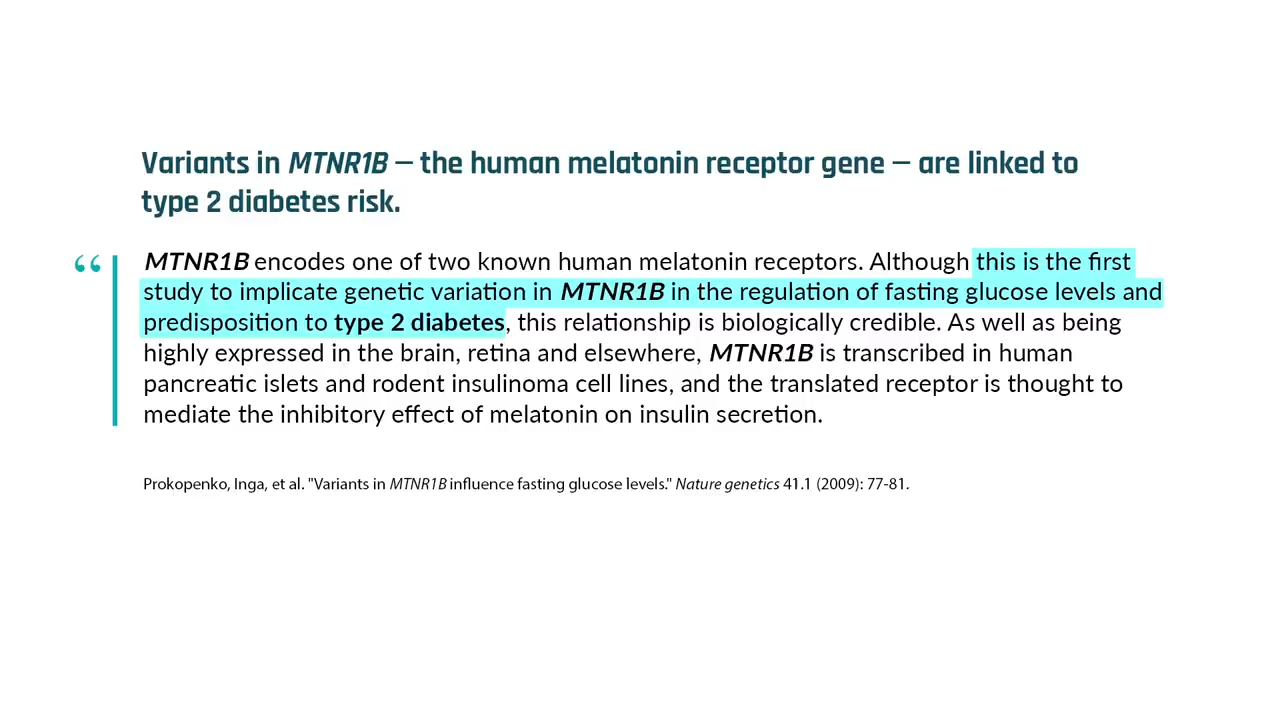 Variants in MTNR1B — the human melatonin receptor gene — are linked to
type 2 diabetes risk.
“ MTNR1B encodes one of two known human melatonin receptors. Although this is the first
study to implicate genetic variation in MTNR1B in the regulation of fasting glucose levels and
predisposition to type 2 diabetes, this relationship is biologically credible. As well as being
highly expressed in the brain, retina and elsewhere, MTNR1B is transcribed in human
pancreatic islets and rodent insulinoma cell lines, and the translated receptor is thought to
mediate the inhibitory effect of melatonin on insulin secretion.
Prokopenko, Inga, et al. "Variants in MTNR1B influence fasting glucose levels." Nature genetics 41.1 (2009): 77-81.